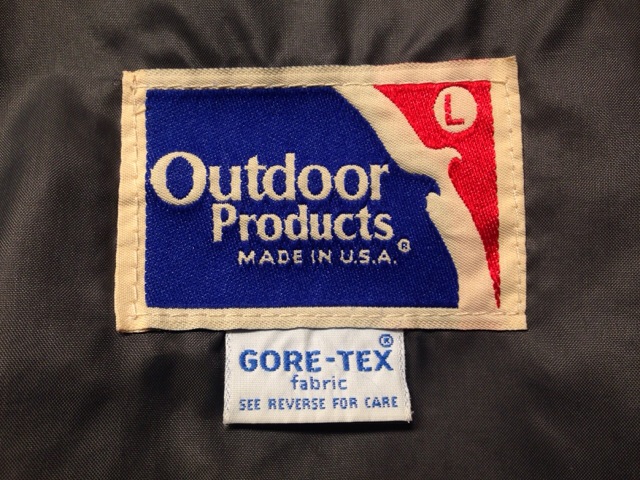 L
Outdoor
Products®
MADE IN U.S.A.
GORE-TEX®
fabric
SEE REVERSE FOR CARE